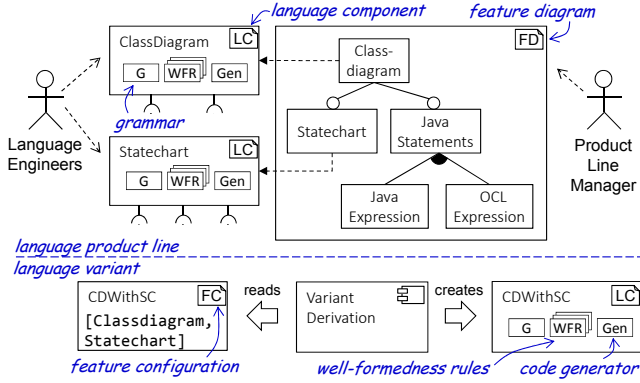 language component
feature diagram
ClassDiagram
LC
G
WFR
Gen
grammar
Language
Engineers
Statechart
LC
G
WFR
Gen
FD
Class-
diagram
Statechart
Java
Statements
Java
Expression
OCL
Expression
Product
Line
Manager
language product line
language variant
CDWithSC
FC
[Classdiagram,
Statechart]
feature configuration
reads
Variant
Derivation
creates
CDWithSC
LC
G
WFR
Gen
well-formedness rules
code generator